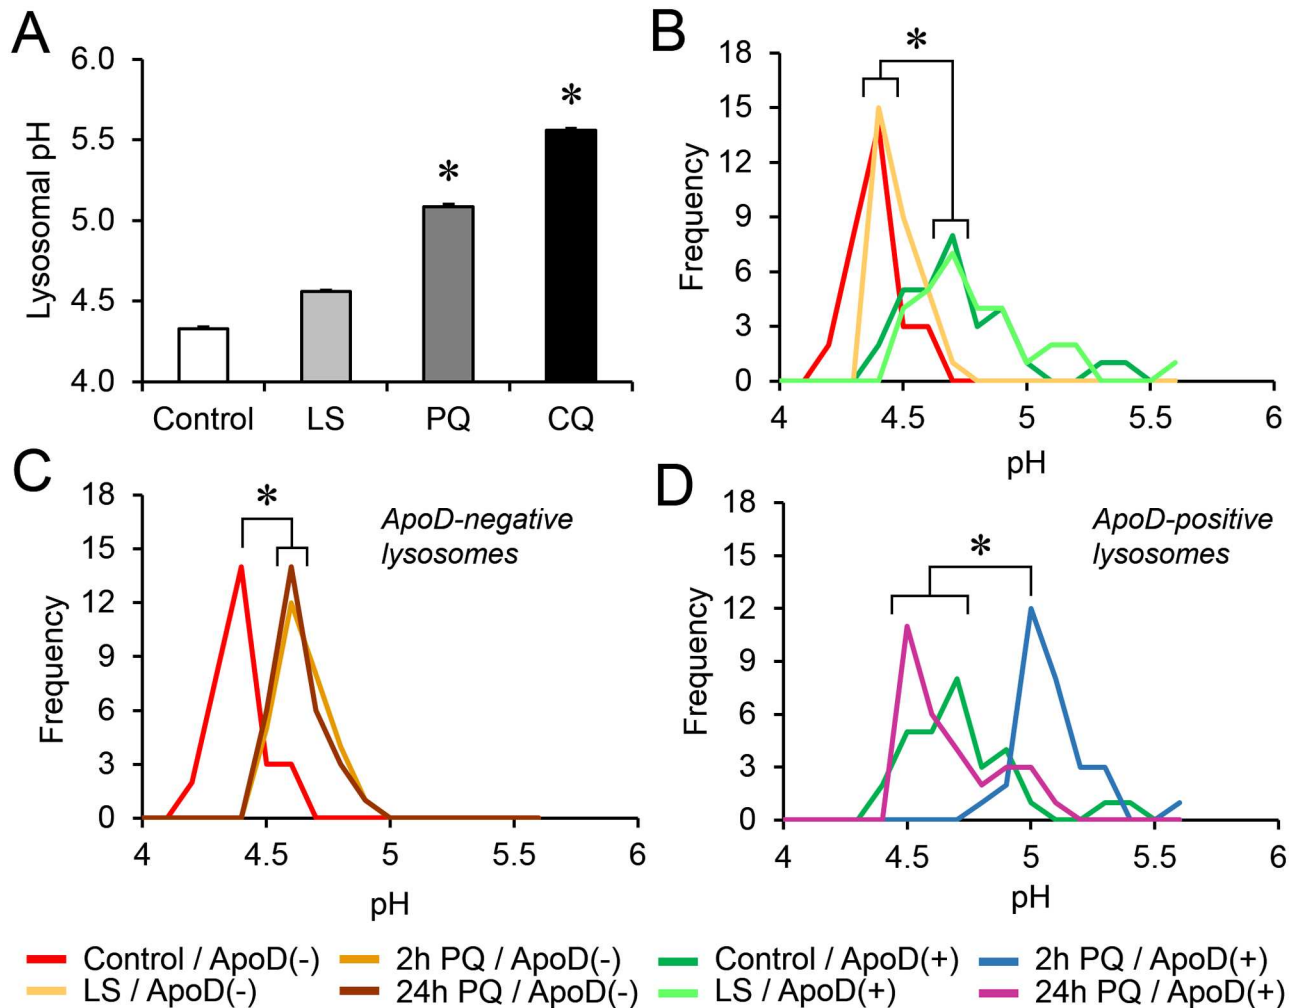 A
6.0
5.5
5.0
4.5
4.0
Lysosomal pH
*
*
Control LS PQ CQ
B
18
15
12
9
6
3
0
Frequency
*
4 4.5 5 5.5 6
pH
C
18
15
12
9
6
3
0
Frequency
*
ApoD-negative
lysosomes
4 4.5 5 5.5 6
pH
D
18
15
12
9
6
3
0
Frequency
*
ApoD-positive
lysosomes
4 4.5 5 5.5 6
pH
Control / ApoD(-) 2h PQ / ApoD(-) Control / ApoD(+) 2h PQ / ApoD(+)
LS / ApoD(-) 24h PQ / ApoD(-) LS / ApoD(+) 24h PQ / ApoD(+)